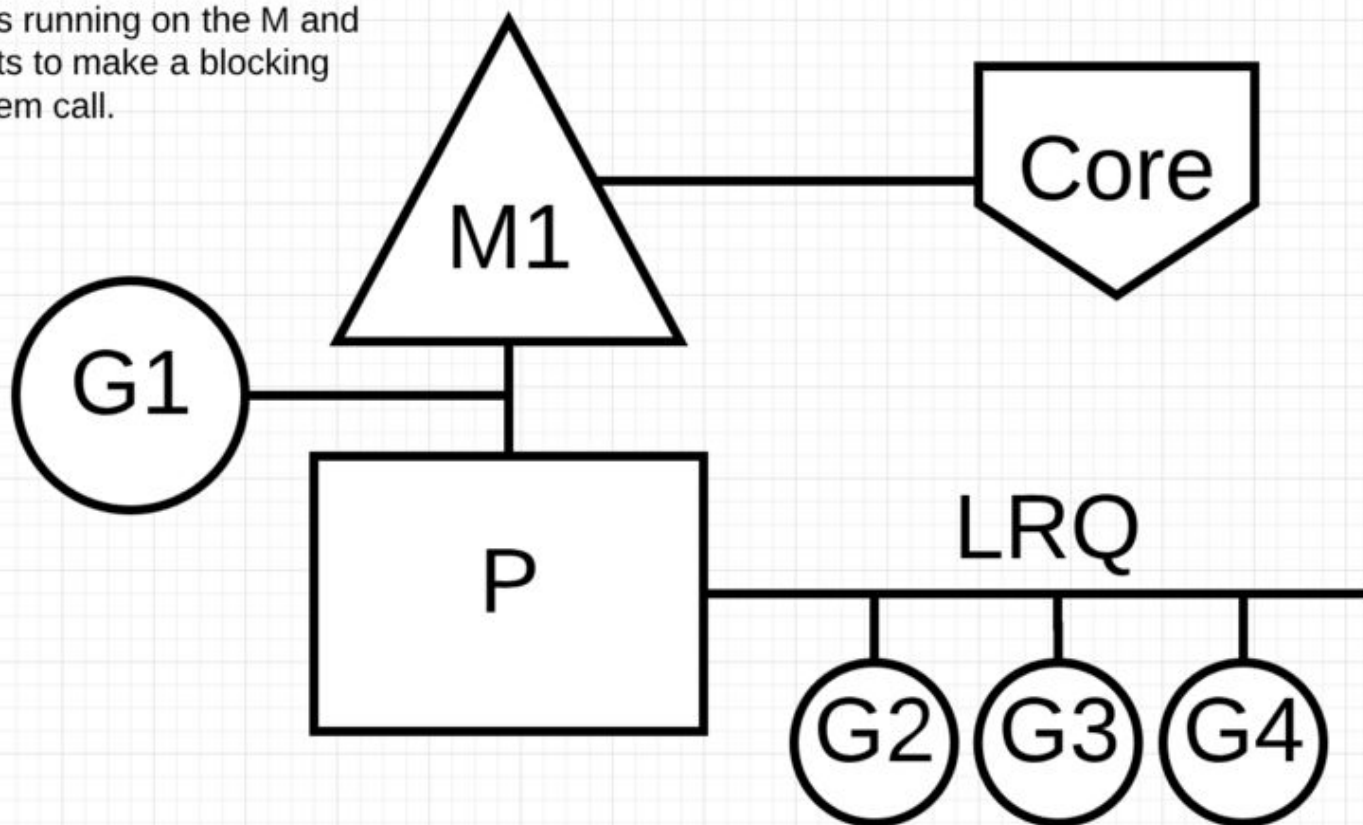 s running on the M and
ts to make a blocking
em call.
Core
M1
G1
LRQ
P
G2 G3 G4